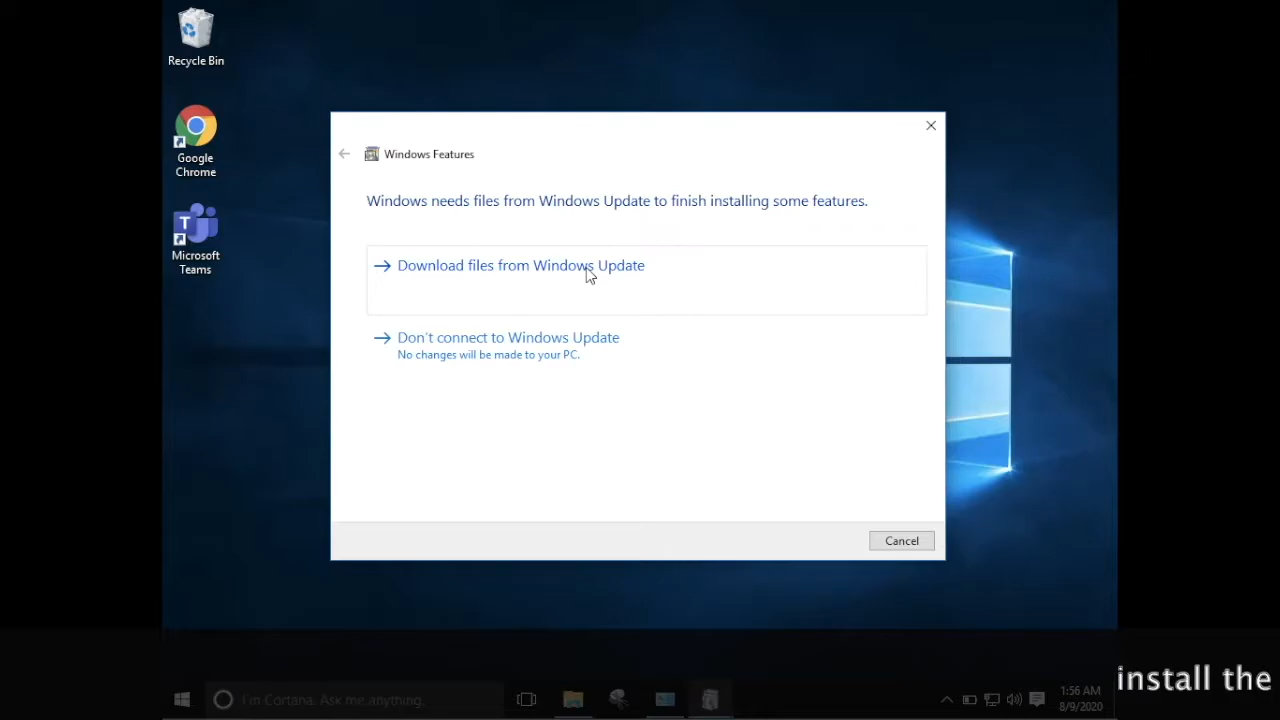 Recycle Bin
Google
Chrome
Microsoft
Teams
Windows Features
Windows needs files from Windows Update to finish installing some features.
Download files from Windows Update
Don't connect to Windows Update
No changes will be made to your PC.
Cancel
install the
I'm Cortana. Ask me anything.
1:56 AM
8/9/2020